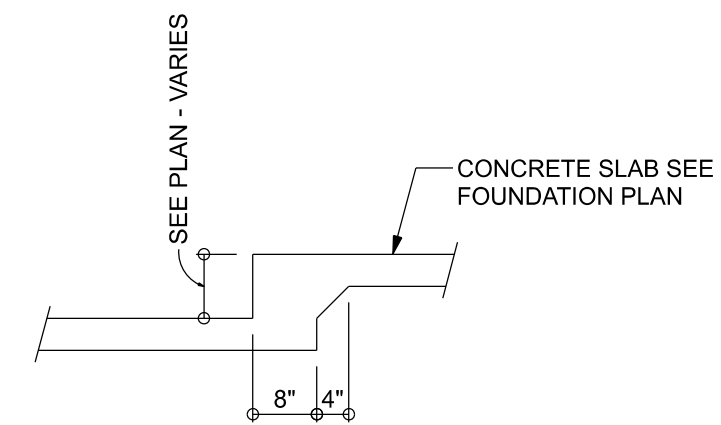 SEE PLAN - VARIES
CONCRETE SLAB SEE
FOUNDATION PLAN
8"
4"